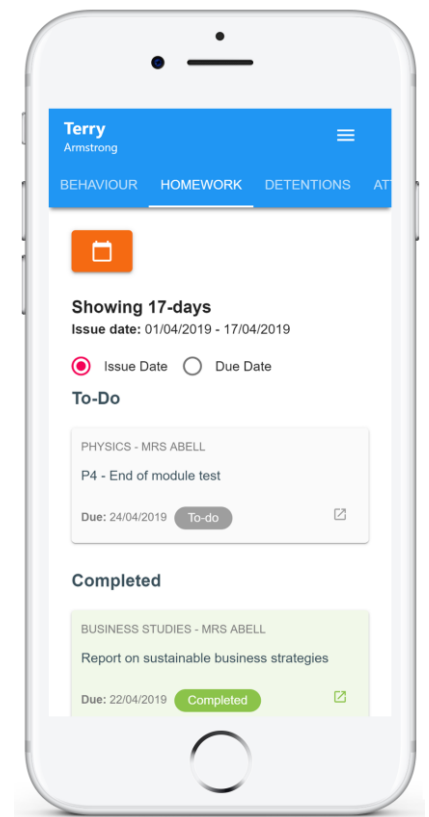 Terry
Armstrong
BEHAVIOUR HOMEWORK DETENTIONS AT
Showing 17-days
Issue date: 01/04/2019 - 17/04/2019
Issue Date Due Date
To-Do
PHYSICS - MRS ABELL
P4 - End of module test
Due: 24/04/2019 To-do
Completed
BUSINESS STUDIES - MRS ABELL
Report on sustainable business strategies
Due: 22/04/2019 Completed